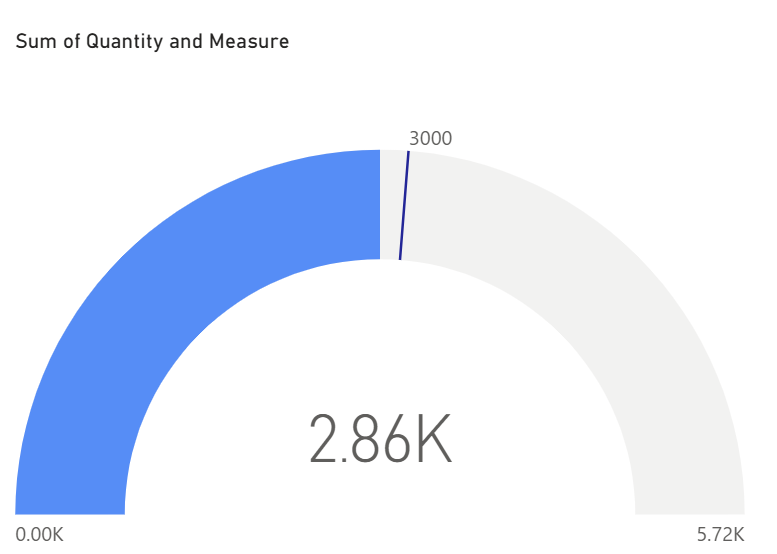 Sum of Quantity and Measure
3000
2.86K
0.00K
5.72K